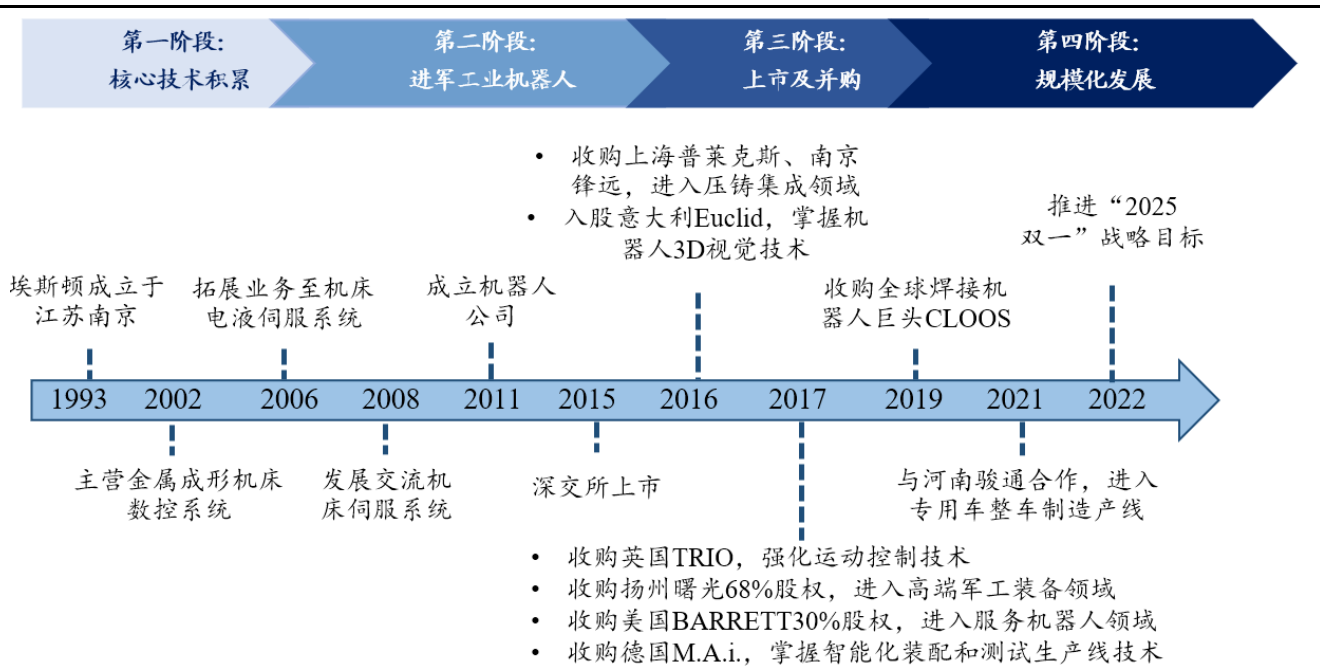 第一阶段:
核心技术积累
第二阶段:
进军工业机器人
第三阶段:
上市及并购
第四阶段:
规模化发展
• 收购上海普莱克斯、南京
锋远，进入压铸集成领域
• 入股意大利Euclid，掌握机
器人3D视觉技术
推进“2025
双一”战略目标
埃斯顿成立于
江苏南京
拓展业务至机床
电液伺服系统
成立机器人
公司
收购全球焊接机
器人巨头CLOOS
1993 2002 2006 2008 2011 2015 2016 2017 2019 2021 2022
主营金属成形机床
数控系统
发展交流机
床伺服系统
深交所上市
与河南骏通合作，进入
专用车整车制造产线
• 收购英国TRIO，强化运动控制技术
• 收购扬州曙光68%股权，进入高端军工装备领域
• 收购美国BARRETT30%股权，进入服务机器人领域
• 收购德国M.A.i.，掌握智能化装配和测试生产线技术